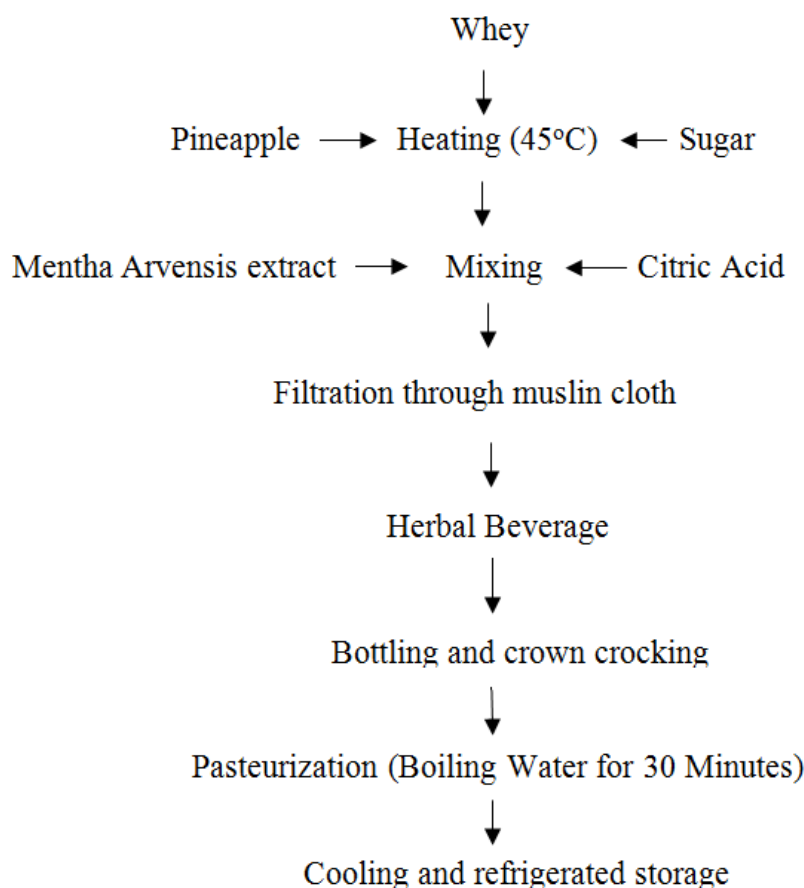 Whey
Pineapple → Heating (45°C) ← Sugar
Mentha Arvensis extract → Mixing ← Citric Acid
Filtration through muslin cloth
Herbal Beverage
Bottling and crown crocking
Pasteurization (Boiling Water for 30 Minutes)
Cooling and refrigerated storage